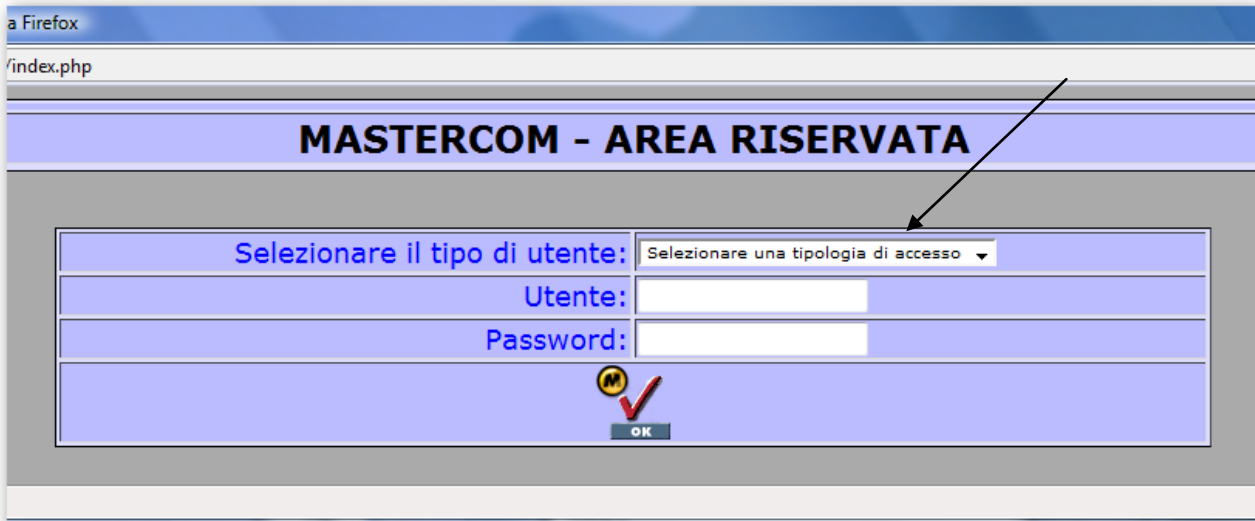 a Firefox
/index.php
MASTERCOM - AREA RISERVATA
Selezionare il tipo di utente: Selezionare una tipologia di accesso
Utente:
Password:
M
OK